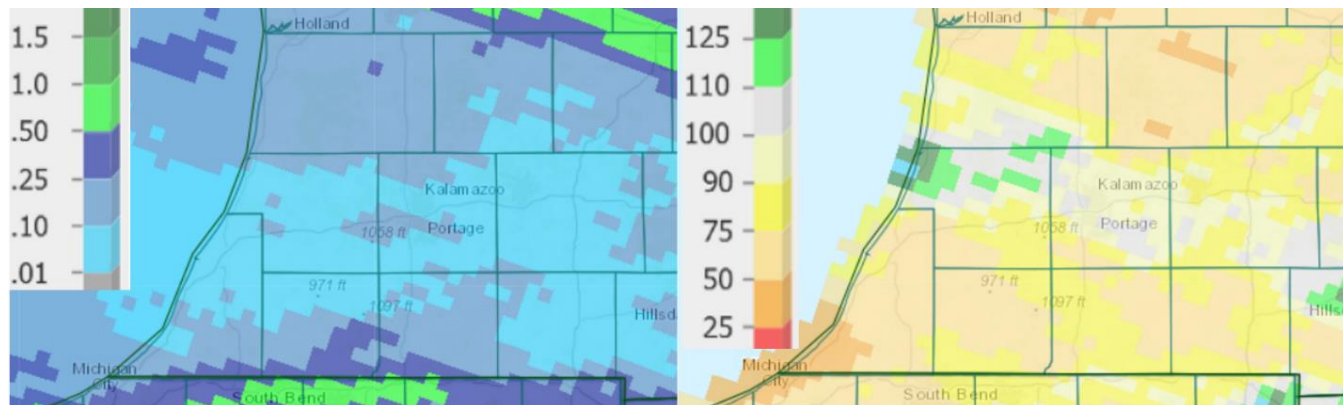 1.5
1.0
.50
.25
.10
.01
Holland
Kalamazoo
Portage
1058 ft
971 ft
1097 ft
Hillsd
Michigan
City
South Bend
125
110
100
90
75
50
25
Holland
Kalamazoo
Portage
1058 ft
971 ft
1097 ft
Hills
Michigan
City
South Bend